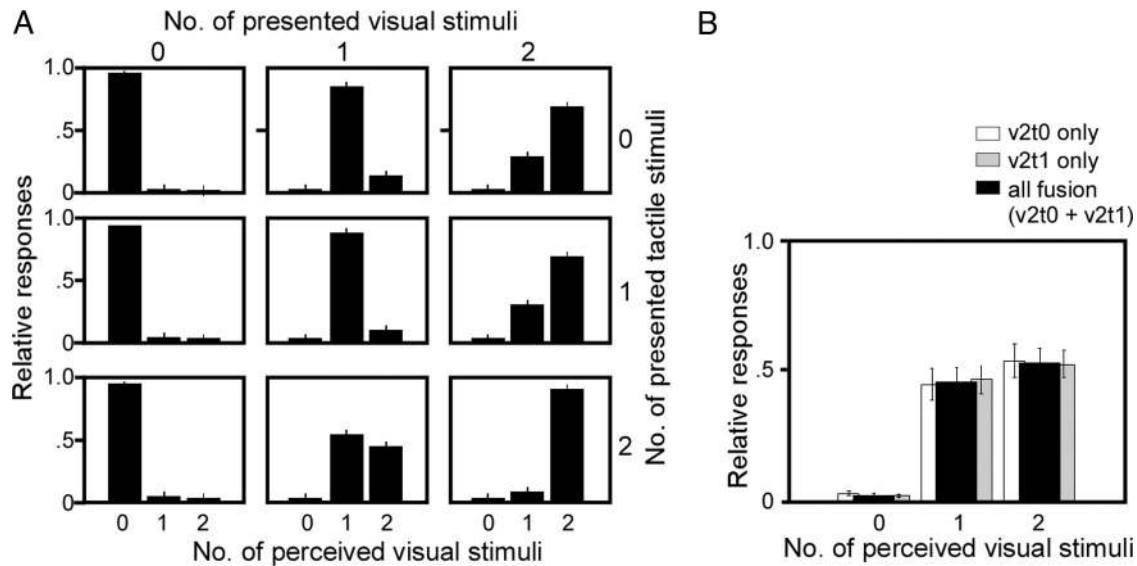 A
No. of presented visual stimuli
0 1 2
Relative responses
1.0
.5
0
0
1.0
.5
0
1
1.0
.5
0
2
No. of presented tactile stimuli
0 1 2 0 1 2 0 1 2
No. of perceived visual stimuli
B
v2t0 only
v2t1 only
all fusion
(v2t0 + v2t1)
Relative responses
1.0
.5
0
0 1 2
No. of perceived visual stimuli